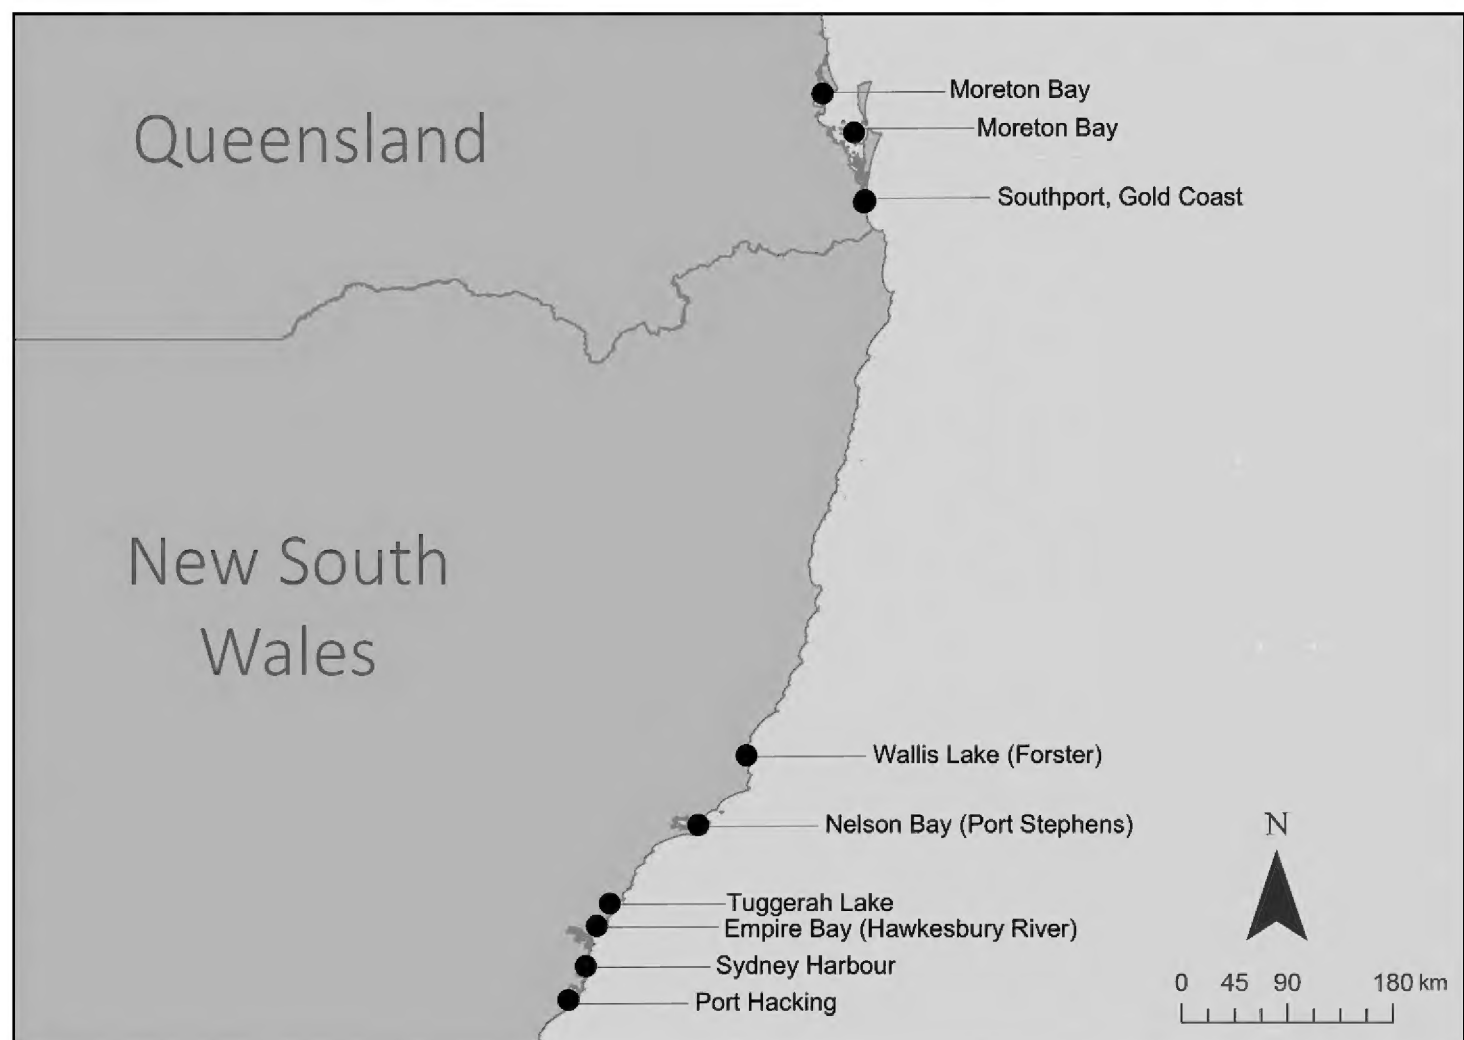 Moreton Bay
Queensland
Moreton Bay
Southport, Gold Coast
New South
Wales
Wallis Lake (Forster)
Nelson Bay (Port Stephens)
N
Tuggerah Lake
Empire Bay (Hawkesbury River)
Sydney Harbour
Port Hacking
0 45 90 180 km